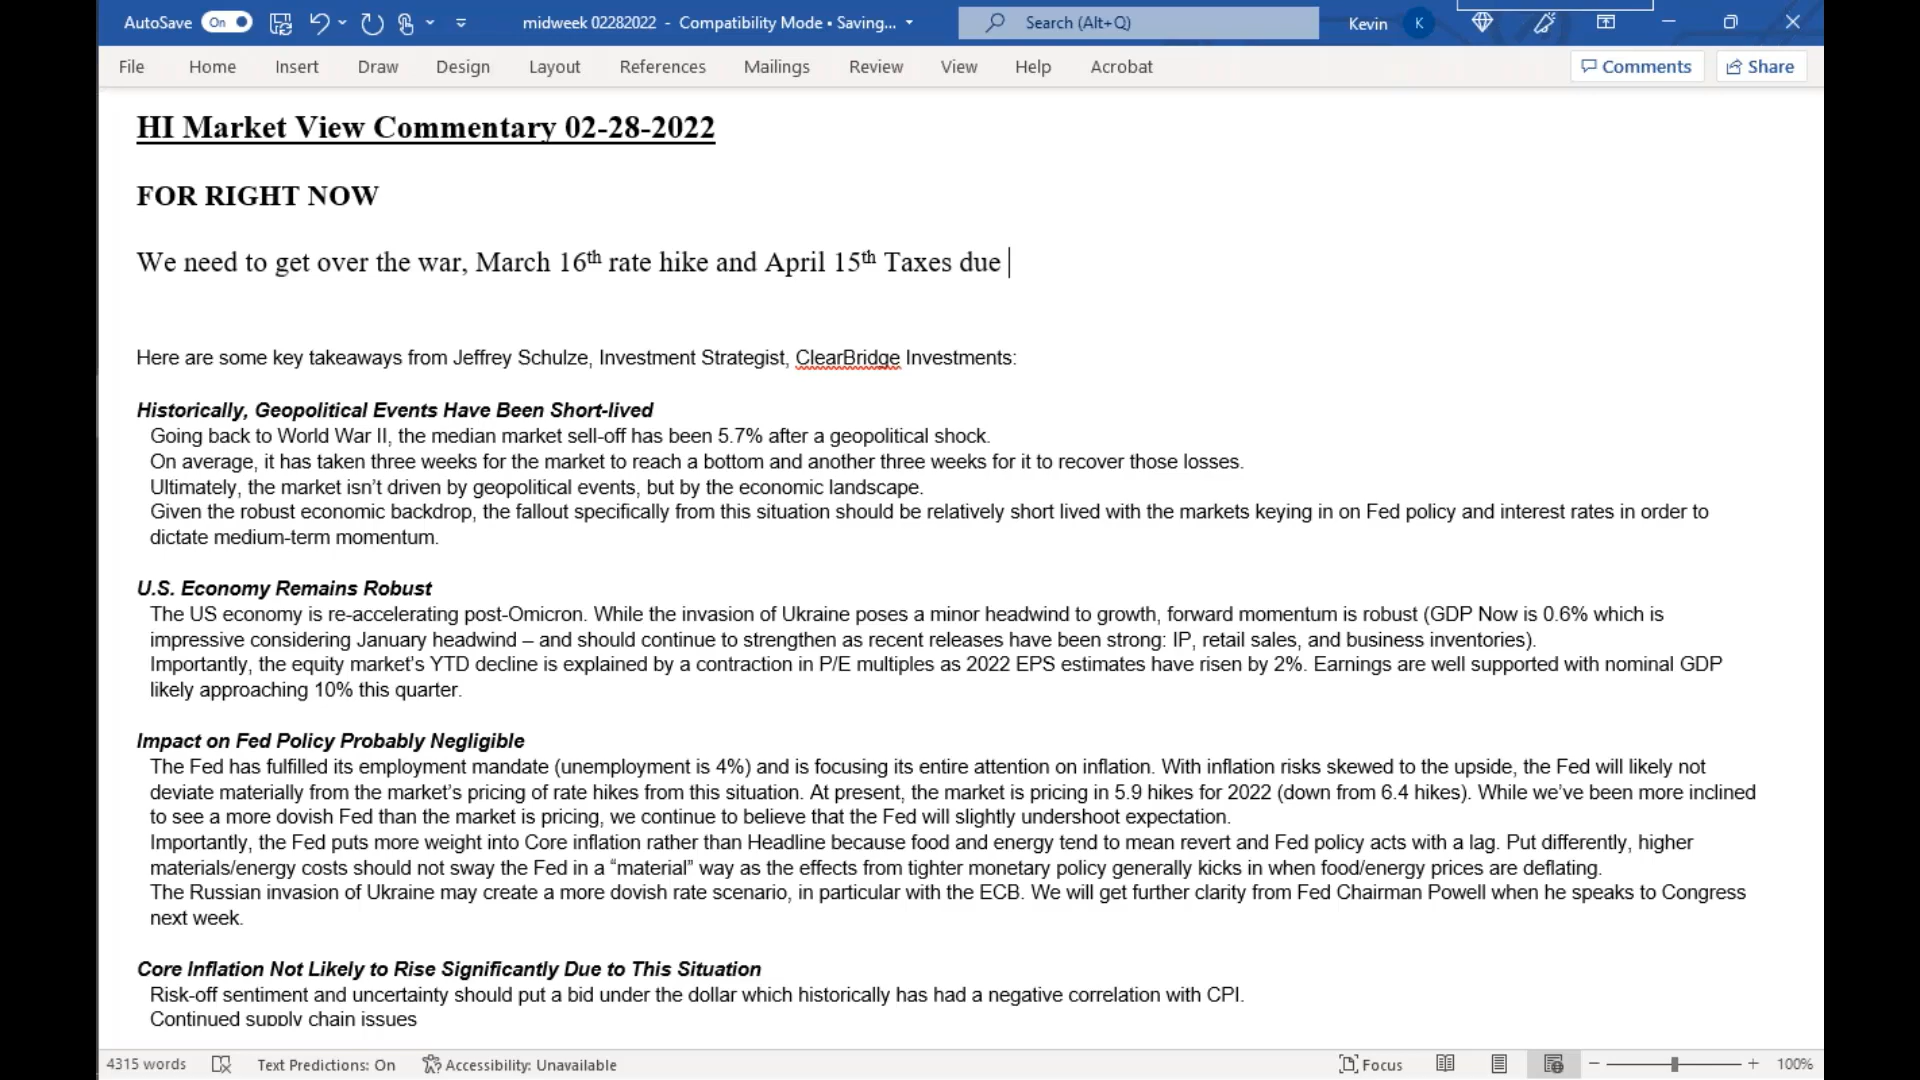 AutoSave On midweek 02282022 - Compatibility Mode • Saving... Search (Alt+Q) Kevin K
File Home Insert Draw Design Layout References Mailings Review View Help Acrobat Comments Share
HI Market View Commentary 02-28-2022
FOR RIGHT NOW
We need to get over the war, March 16th rate hike and April 15th Taxes due
Here are some key takeaways from Jeffrey Schulze, Investment Strategist, ClearBridge Investments:
Historically, Geopolitical Events Have Been Short-lived
Going back to World War II, the median market sell-off has been 5.7% after a geopolitical shock.
On average, it has taken three weeks for the market to reach a bottom and another three weeks for it to recover those losses.
Ultimately, the market isn’t driven by geopolitical events, but by the economic landscape.
Given the robust economic backdrop, the fallout specifically from this situation should be relatively short lived with the markets keying in on Fed policy and interest rates in order to
dictate medium-term momentum.
U.S. Economy Remains Robust
The US economy is re-accelerating post-Omicron. While the invasion of Ukraine poses a minor headwind to growth, forward momentum is robust (GDP Now is 0.6% which is
impressive considering January headwind – and should continue to strengthen as recent releases have been strong: IP, retail sales, and business inventories).
Importantly, the equity market’s YTD decline is explained by a contraction in P/E multiples as 2022 EPS estimates have risen by 2%. Earnings are well supported with nominal GDP
likely approaching 10% this quarter.
Impact on Fed Policy Probably Negligible
The Fed has fulfilled its employment mandate (unemployment is 4%) and is focusing its entire attention on inflation. With inflation risks skewed to the upside, the Fed will likely not
deviate materially from the market’s pricing of rate hikes from this situation. At present, the market is pricing in 5.9 hikes for 2022 (down from 6.4 hikes). While we’ve been more inclined
to see a more dovish Fed than the market is pricing, we continue to believe that the Fed will slightly undershoot expectation.
Importantly, the Fed puts more weight into Core inflation rather than Headline because food and energy tend to mean revert and Fed policy acts with a lag. Put differently, higher
materials/energy costs should not sway the Fed in a “material” way as the effects from tighter monetary policy generally kicks in when food/energy prices are deflating.
The Russian invasion of Ukraine may create a more dovish rate scenario, in particular with the ECB. We will get further clarity from Fed Chairman Powell when he speaks to Congress
next week.
Core Inflation Not Likely to Rise Significantly Due to This Situation
Risk-off sentiment and uncertainty should put a bid under the dollar which historically has had a negative correlation with CPI.
Continued supply chain issues
4315 words Text Predictions: On Accessibility: Unavailable Focus 100%